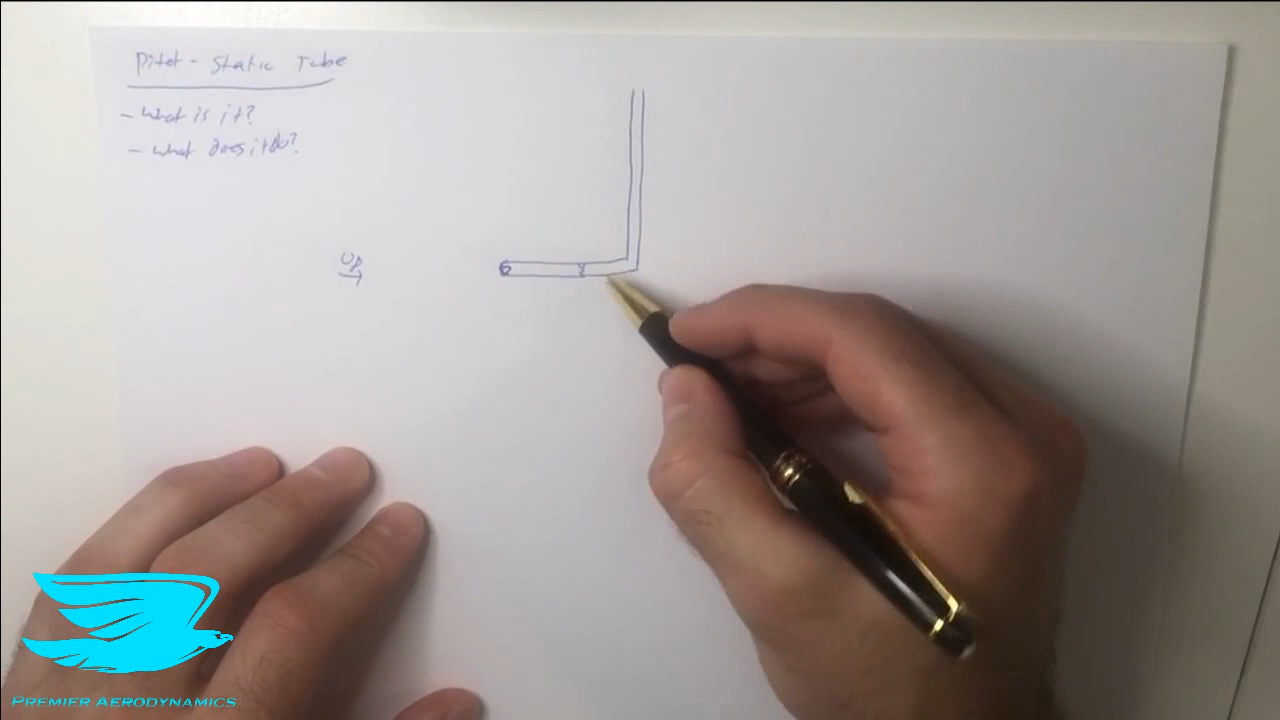 Pitot - Static Tube
- what is it?
- what does it do?
PREMIER AERODYNAMICS